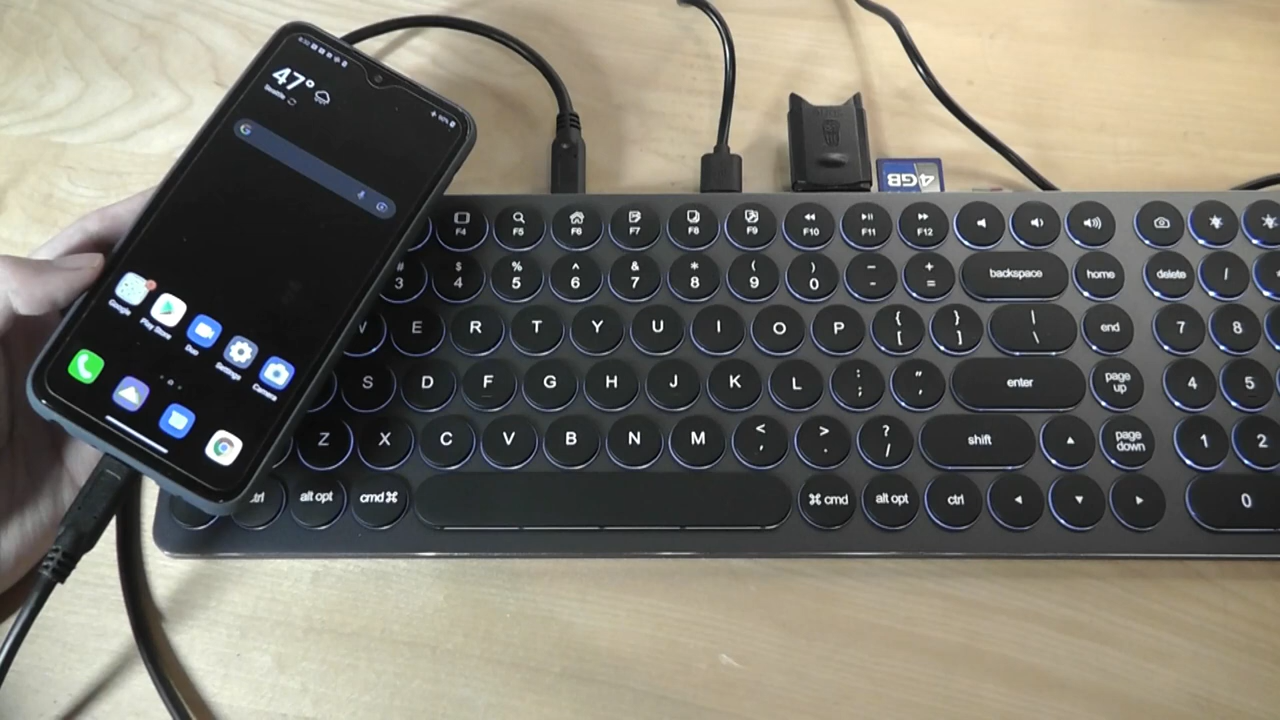 47°
Seattle
Google
Play Store
Duo
Settings
Camera
4GB
F4 F5 F6 F7 F8 F9 F10 F11 F12
# 3 $ 4 % 5 ^ 6 & 7 * 8 ( 9 ) 0 _ - + = backspace home delete /
W E R T Y U I O P { [ } ] | \ end 7 8
S D F G H J K L : ; " ' enter page up 4 5
Z X C V B N M < , > . ? / shift page down 1 2
ctrl alt opt cmd ⌘ ⌘ cmd alt opt ctrl 0